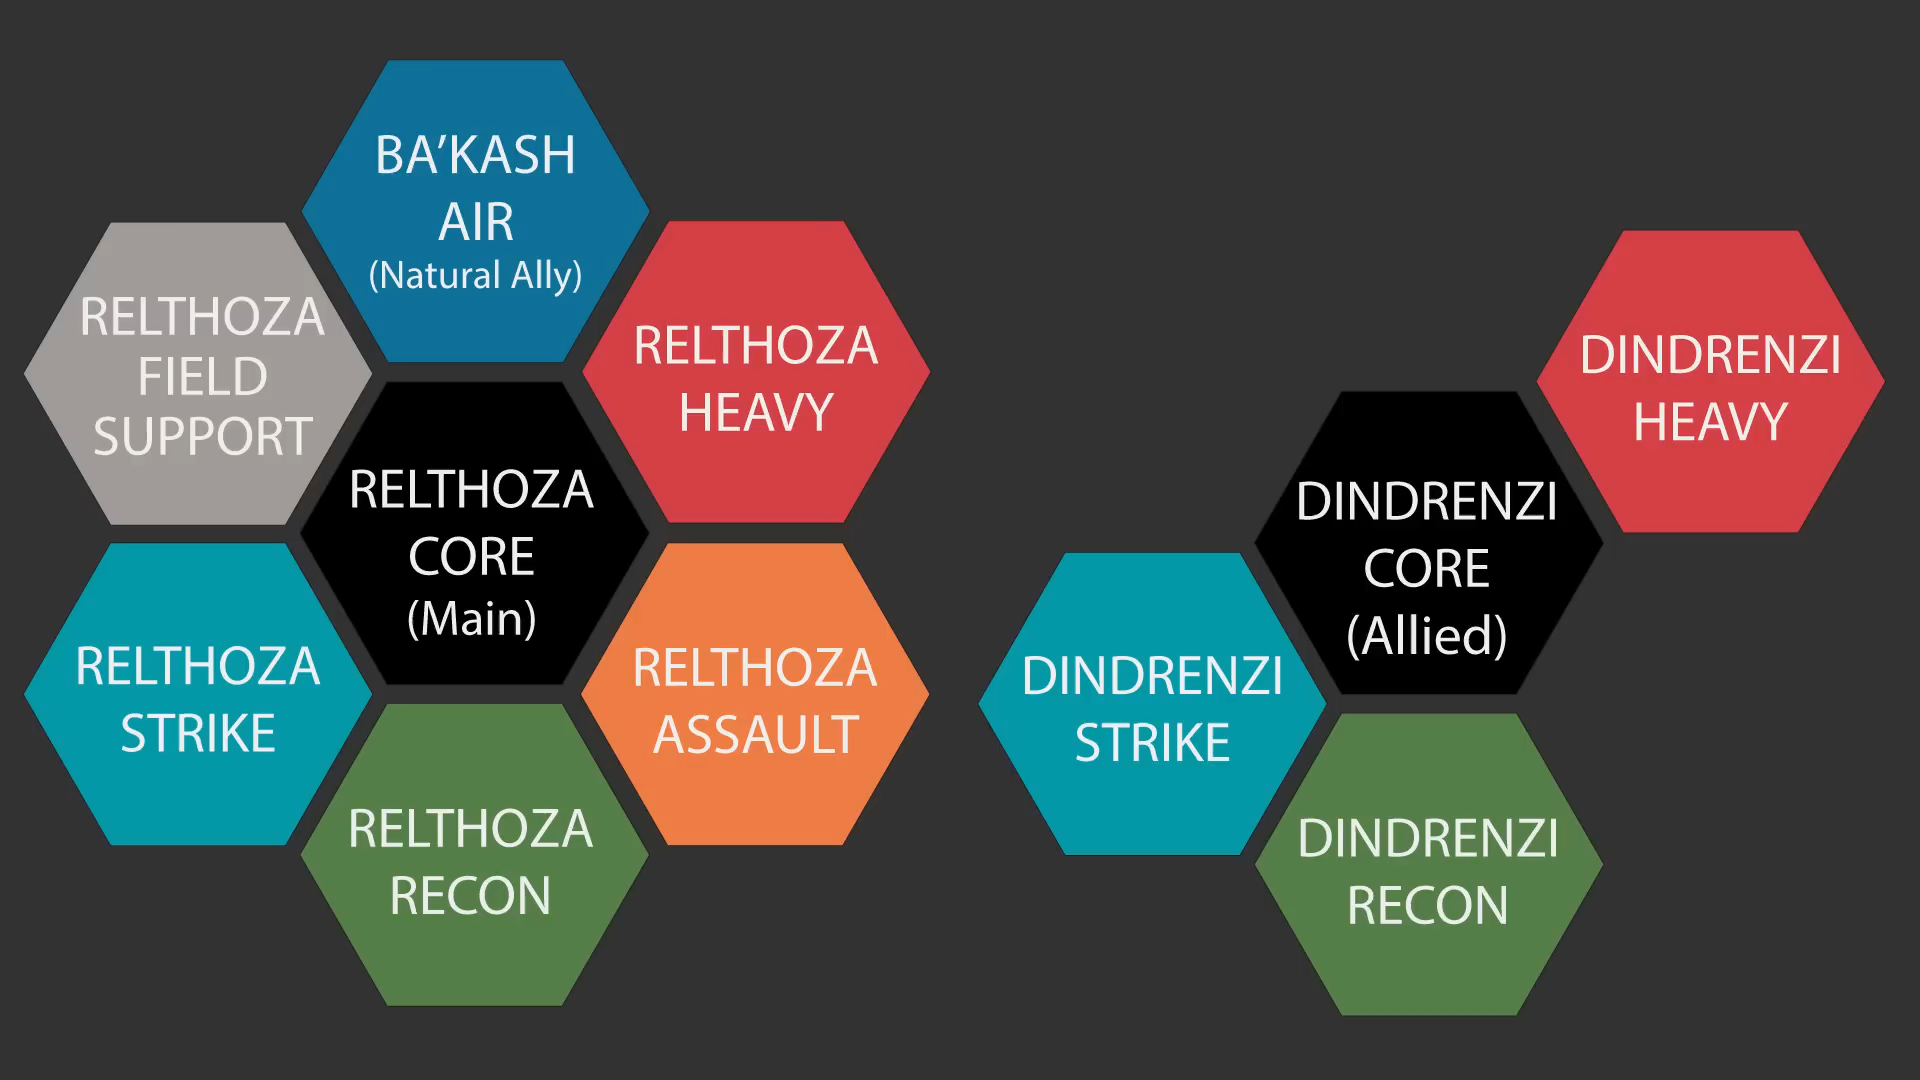 BA’KASH
AIR
(Natural Ally)
RELTHOZA
FIELD
SUPPORT
RELTHOZA
HEAVY
RELTHOZA
CORE
(Main)
RELTHOZA
STRIKE
RELTHOZA
ASSAULT
RELTHOZA
RECON
DINDRENZI
HEAVY
DINDRENZI
CORE
(Allied)
DINDRENZI
STRIKE
DINDRENZI
RECON